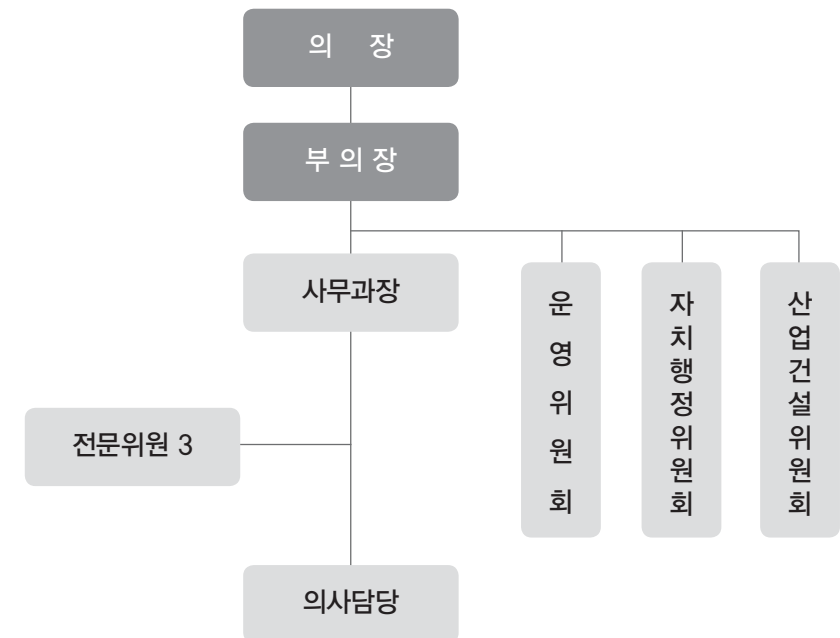 의 장
부 의 장
사무과장
운영위원회
자치행정위원회
산업건설위원회
전문위원 3
의사담당